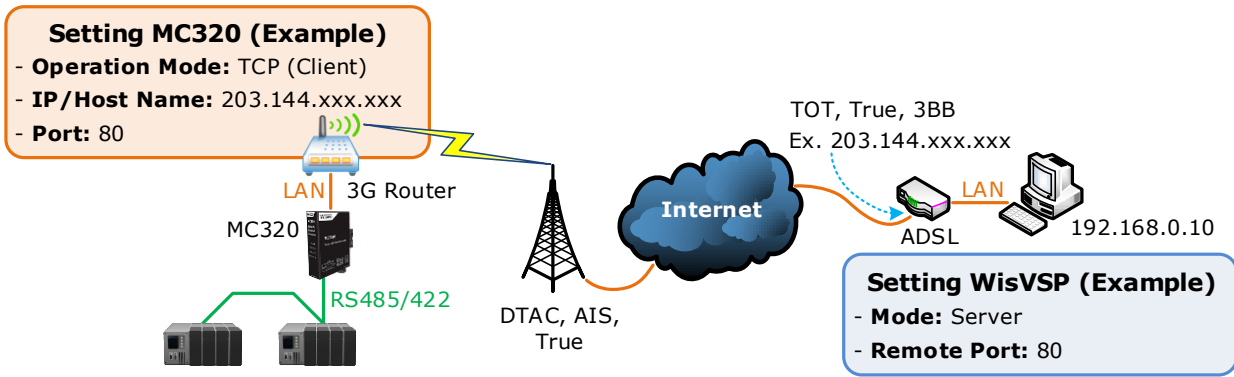 Setting MC320 (Example)
- Operation Mode: TCP (Client)
- IP/Host Name: 203.144.xxx.xxx
- Port: 80
LAN
3G Router
MC320
RS485/422
DTAC, AIS,
True
Internet
TOT, True, 3BB
Ex. 203.144.xxx.xxx
ADSL
LAN
192.168.0.10
Setting WisVSP (Example)
- Mode: Server
- Remote Port: 80